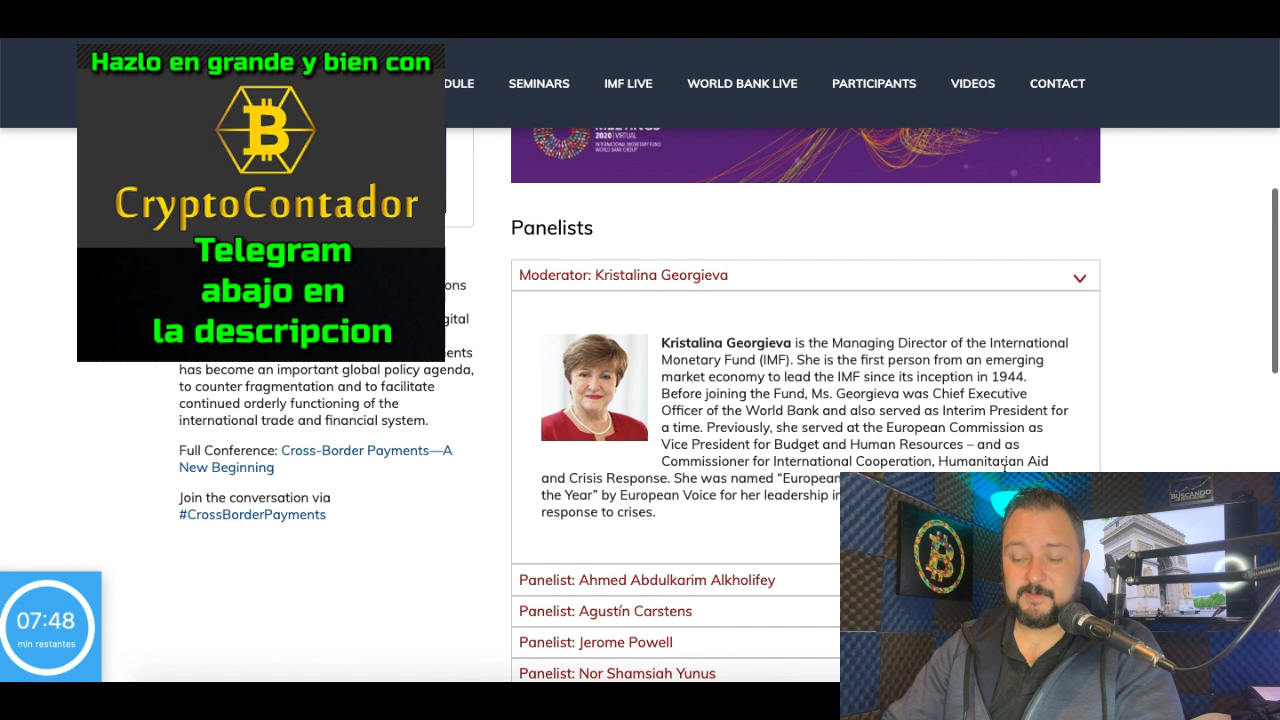 Hazlo en grande y bien con
CryptoContador
Telegram
abajo en
la descripcion
SEMINARS
IMF LIVE
WORLD BANK LIVE
PARTICIPANTS
VIDEOS
CONTACT
2020 VIRTUAL
INTERNATIONAL MONETARY FUND
WORLD BANK GROUP
has become an important global policy agenda,
to counter fragmentation and to facilitate
continued orderly functioning of the
international trade and financial system.
Full Conference: Cross-Border Payments—A
New Beginning
Join the conversation via
#CrossBorderPayments
Panelists
Moderator: Kristalina Georgieva
Kristalina Georgieva is the Managing Director of the International
Monetary Fund (IMF). She is the first person from an emerging
market economy to lead the IMF since its inception in 1944.
Before joining the Fund, Ms. Georgieva was Chief Executive
Officer of the World Bank and also served as Interim President for
a time. Previously, she served at the European Commission as
Vice President for Budget and Human Resources – and as
Commissioner for International Cooperation, Humanitarian Aid
and Crisis Response. She was named “European
the Year” by European Voice for her leadership in
response to crises.
Panelist: Ahmed Abdulkarim Alkholifey
Panelist: Agustín Carstens
Panelist: Jerome Powell
Panelist: Nor Shamsiah Yunus
07:48
min restantes
BUSCANDO